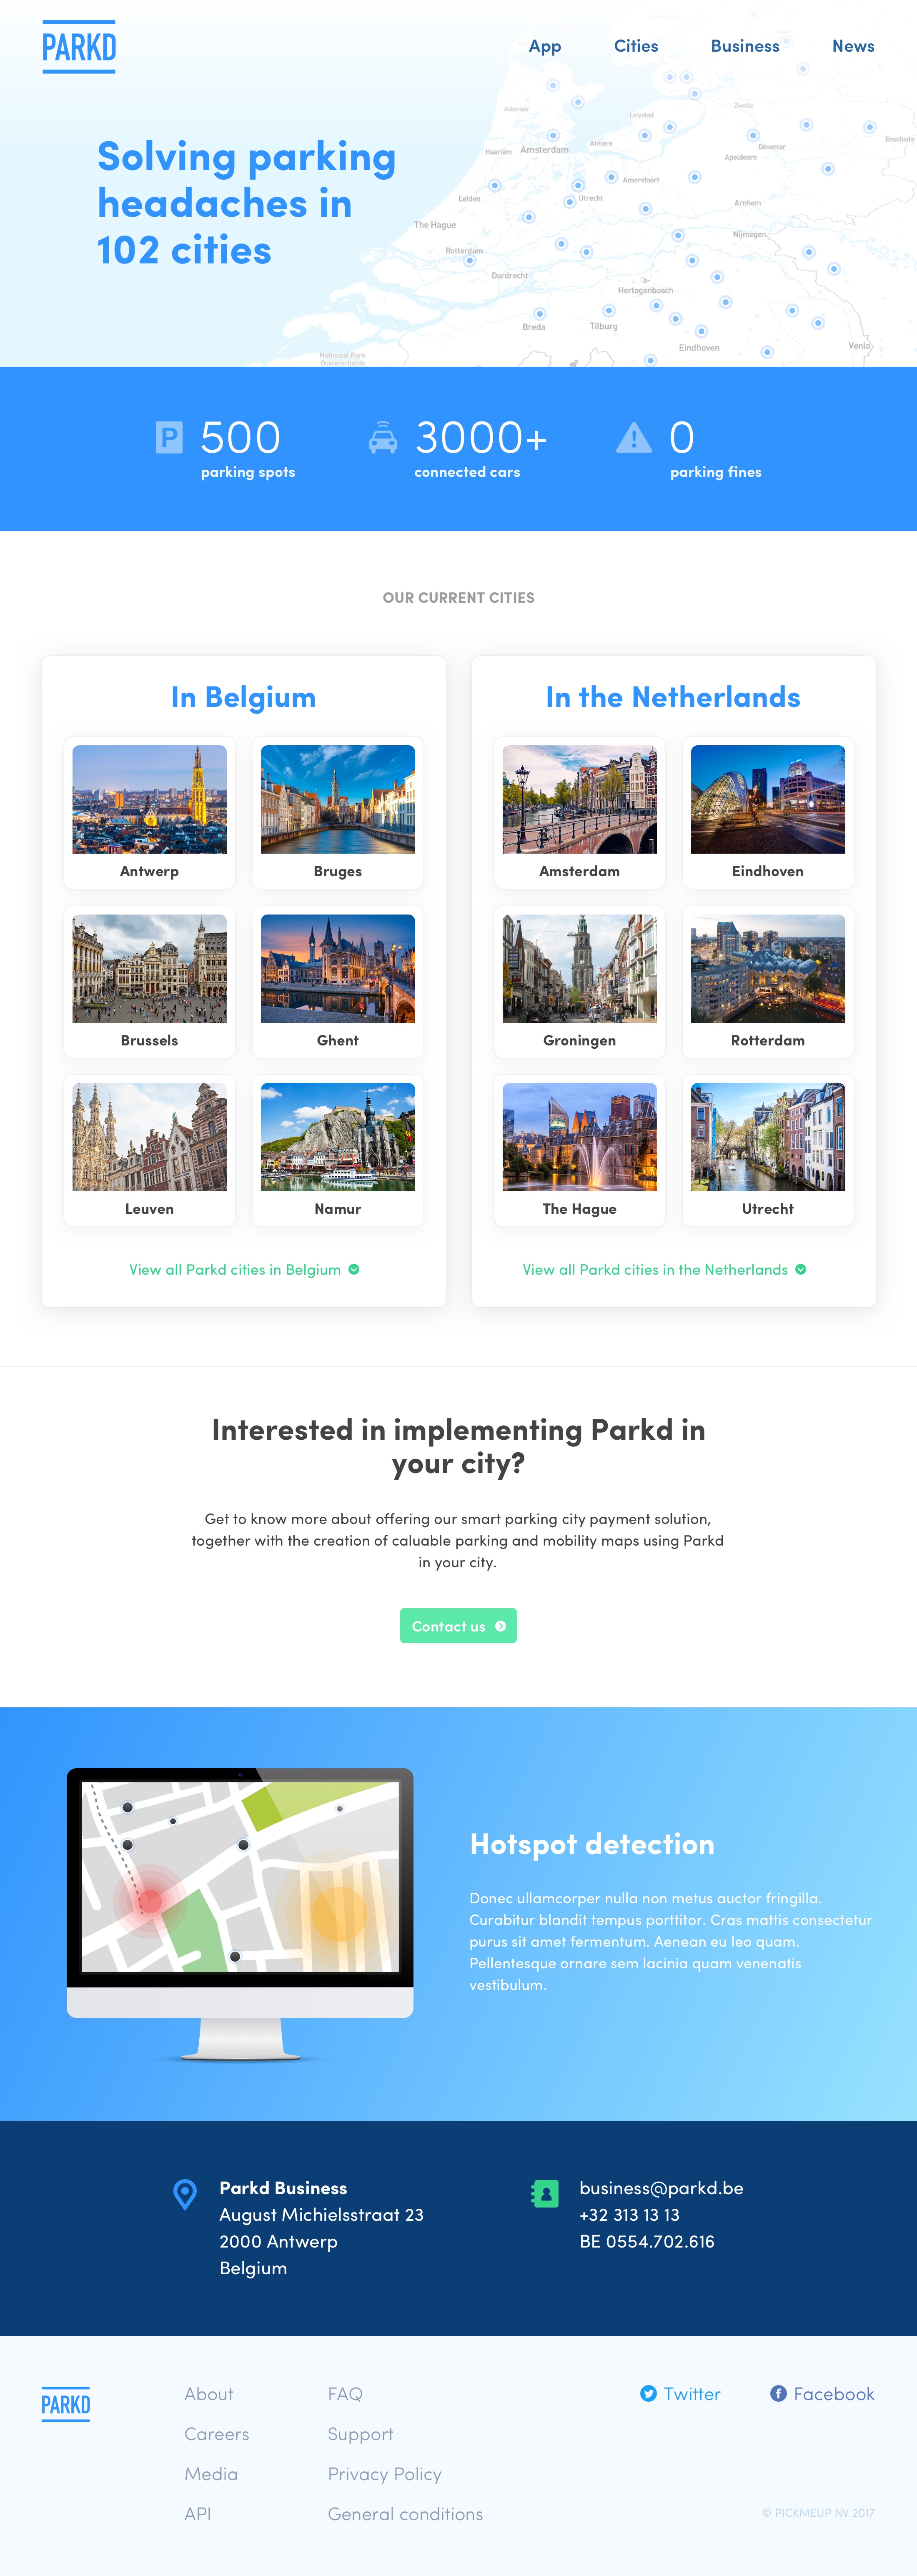 PARKD
App
Cities
Business
News
Solving parking
headaches in
102 cities
Alkmaar
Lelystad
Zwolle
Enschede
Haarlem
Amsterdam
Almere
Deventer
Apeldoorn
Amersfoort
Leiden
Utrecht
Arnhem
The Hague
Nijmegen
Rotterdam
Dordrecht
's-
Hertogenbosch
Breda
Tilburg
Eindhoven
Venlo
Nationaal Park
Oosterschelde
P
500
parking spots
3000+
connected cars
0
parking fines
OUR CURRENT CITIES
In Belgium
Antwerp
Bruges
Brussels
Ghent
Leuven
Namur
View all Parkd cities in Belgium
In the Netherlands
Amsterdam
Eindhoven
Groningen
Rotterdam
The Hague
Utrecht
View all Parkd cities in the Netherlands
Interested in implementing Parkd in
your city?
Get to know more about offering our smart parking city payment solution,
together with the creation of caluable parking and mobility maps using Parkd
in your city.
Contact us
Hotspot detection
Donec ullamcorper nulla non metus auctor fringilla.
Curabitur blandit tempus porttitor. Cras mattis consectetur
purus sit amet fermentum. Aenean eu leo quam.
Pellentesque ornare sem lacinia quam venenatis
vestibulum.
Parkd Business
August Michielsstraat 23
2000 Antwerp
Belgium
business@parkd.be
+32 313 13 13
BE 0554.702.616
PARKD
About
Careers
Media
API
FAQ
Support
Privacy Policy
General conditions
Twitter
Facebook
© PICKMEUP NV 2017